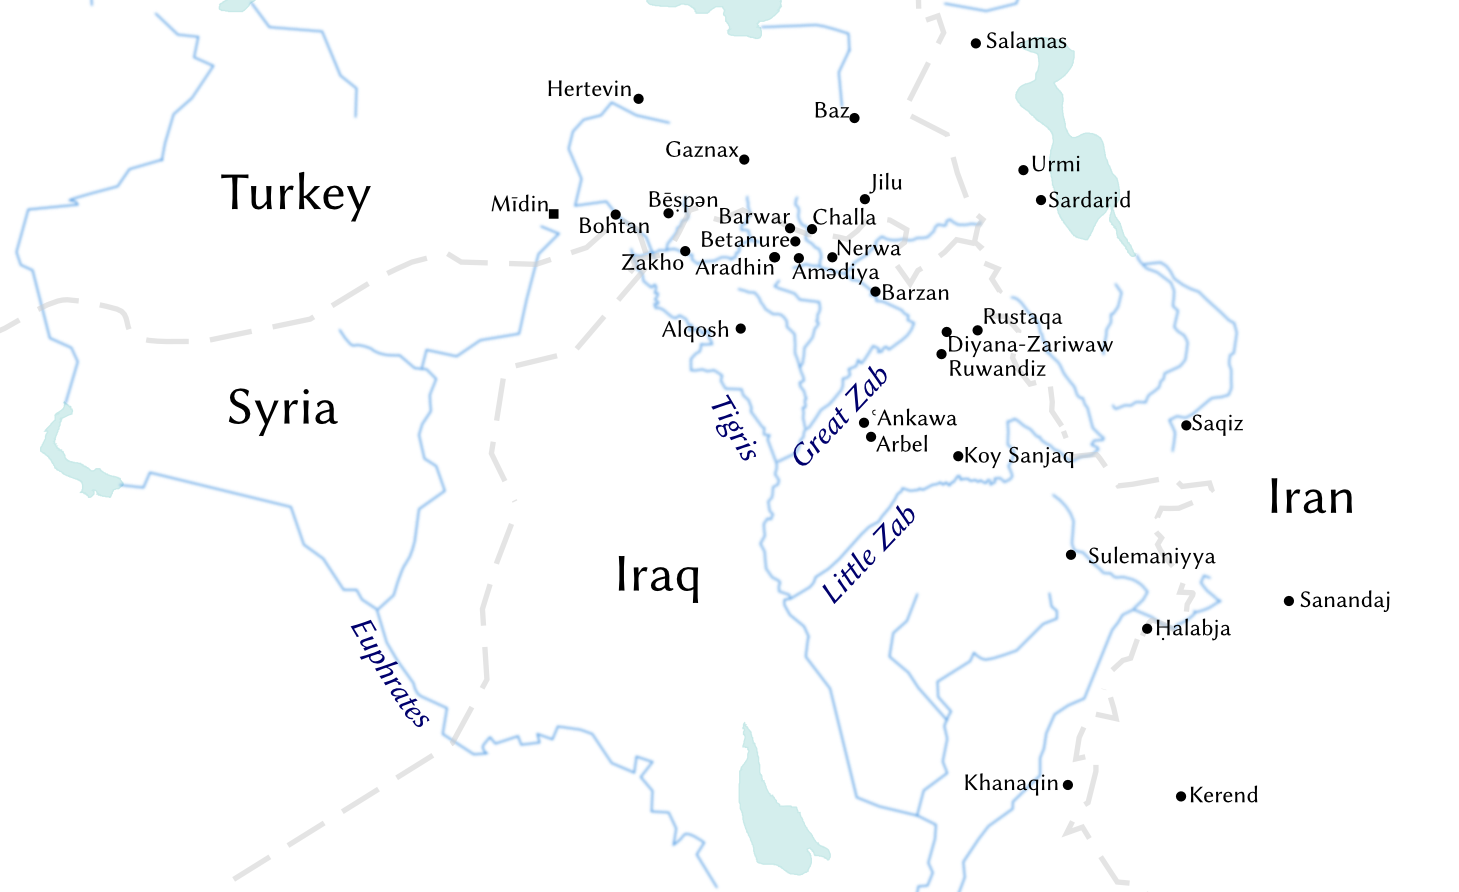 Salamas
Hertevin
Baz
Gaznax
Urmi
Jilu
Turkey
Mīdin
Bēṣpən
Sardarid
Bohtan
Barwar
Challa
Betanure
Nerwa
Zakho
Aradhin
Amədiya
Barzan
Rustaqa
Alqosh
Diyana-Zariwaw
Ruwandiz
Syria
Tigris
Great Zab
ʿAnkawa
Arbel
Saqiz
Koy Sanjaq
Iran
Little Zab
Sulemaniyya
Iraq
Sanandaj
Ḥalabja
Euphrates
Khanaqin
Kerend